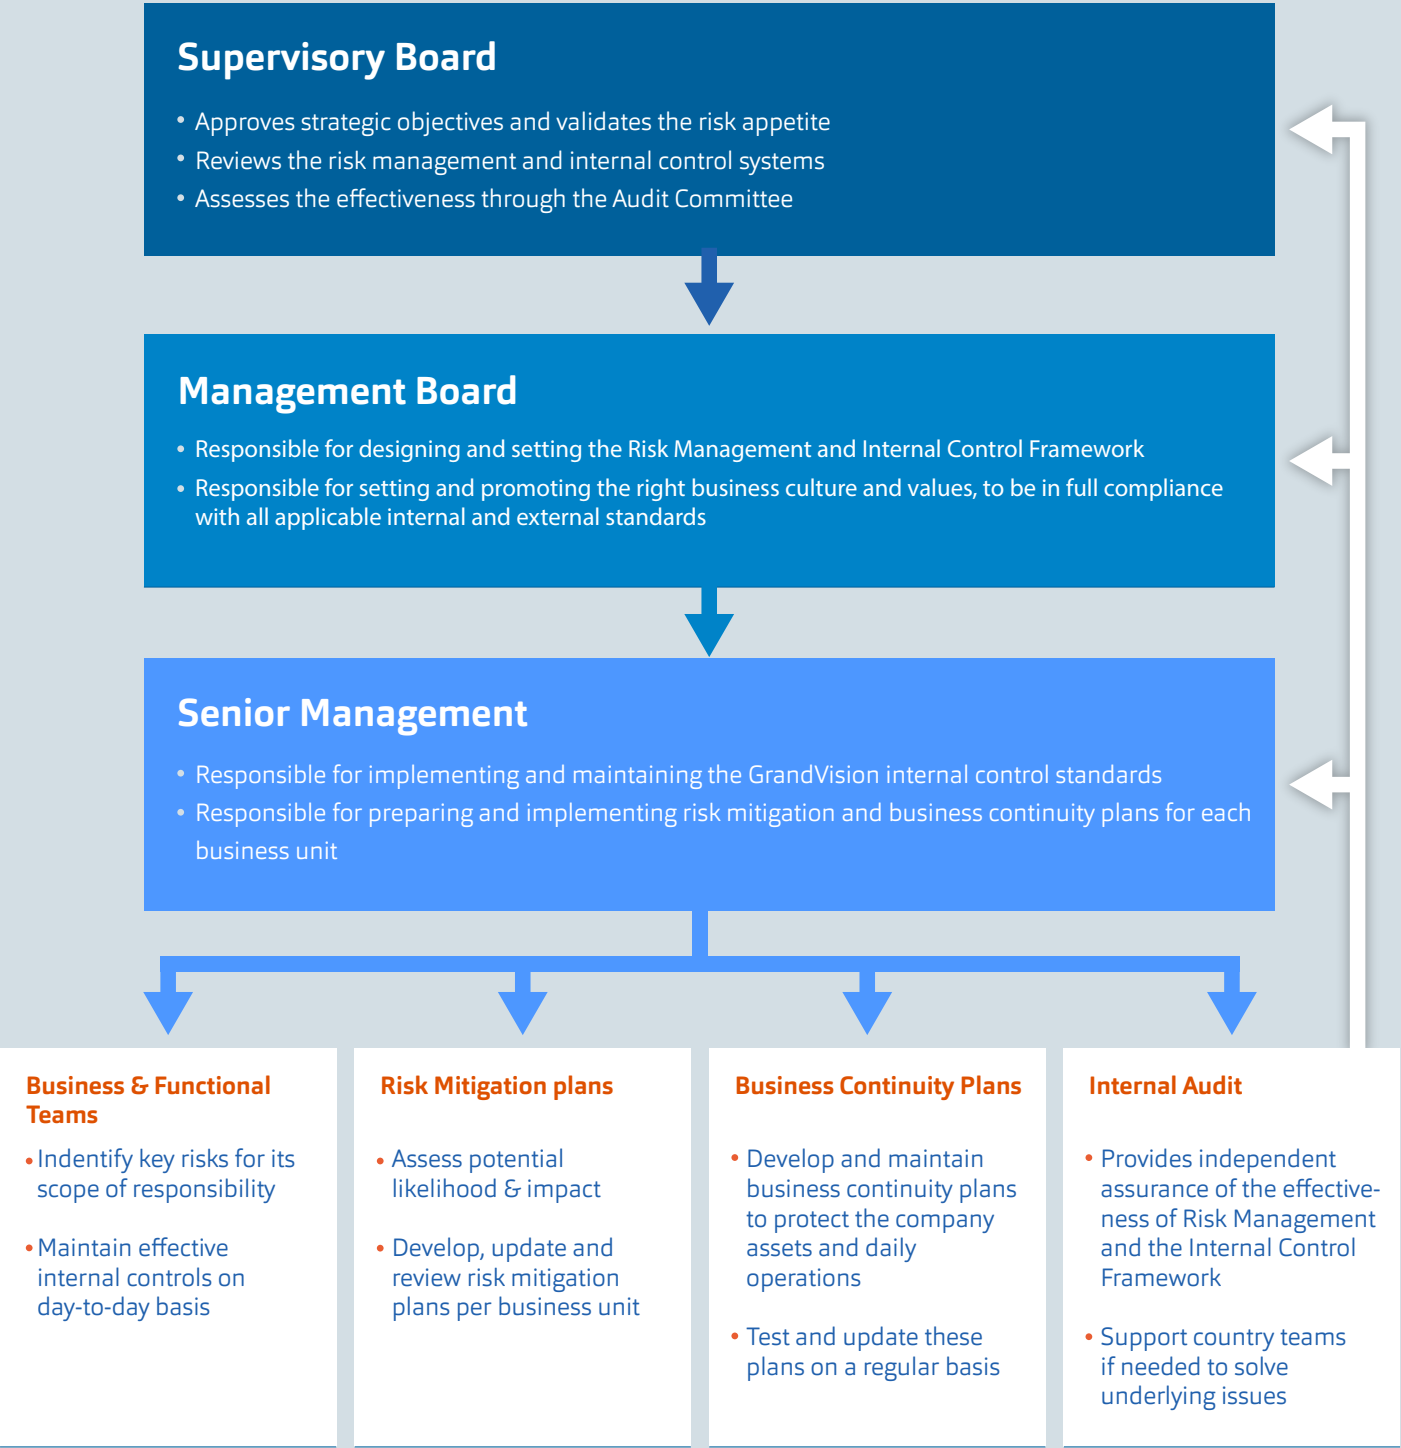 Supervisory Board
• Approves strategic objectives and validates the risk appetite
• Reviews the risk management and internal control systems
• Assesses the effectiveness through the Audit Committee
Management Board
• Responsible for designing and setting the Risk Management and Internal Control Framework
• Responsible for setting and promoting the right business culture and values, to be in full compliance
with all applicable internal and external standards
Senior Management
• Responsible for implementing and maintaining the GrandVision internal control standards
• Responsible for preparing and implementing risk mitigation and business continuity plans for each
business unit
Business & Functional
Teams
• Indentify key risks for its
scope of responsibility
• Maintain effective
internal controls on
day-to-day basis
Risk Mitigation plans
• Assess potential
likelihood & impact
• Develop, update and
review risk mitigation
plans per business unit
Business Continuity Plans
• Develop and maintain
business continuity plans
to protect the company
assets and daily
operations
• Test and update these
plans on a regular basis
Internal Audit
• Provides independent
assurance of the effective-
ness of Risk Management
and the Internal Control
Framework
• Support country teams
if needed to solve
underlying issues